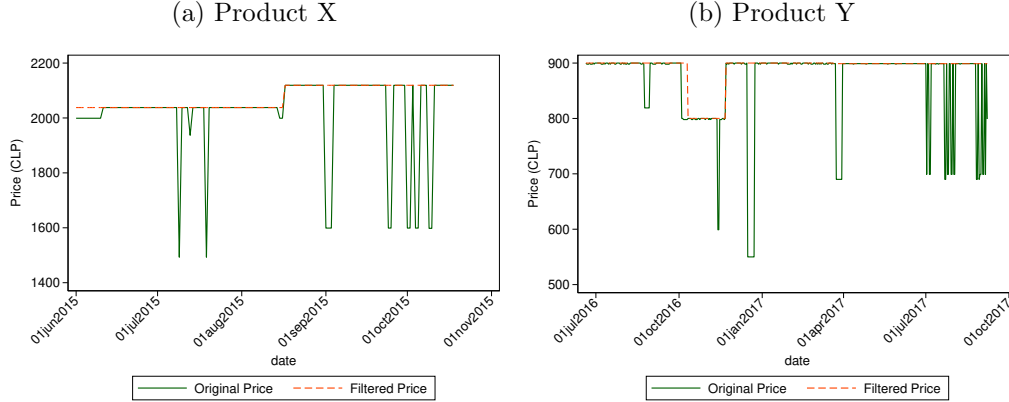 (a) Product X
2200
2000
1800
1600
1400
Price (CLP)
01jun2015
01jul2015
01aug2015
01sep2015
01oct2015
01nov2015
date
Original Price
Filtered Price
(b) Product Y
900
800
700
600
500
Price (CLP)
01jul2016
01oct2016
01jan2017
01apr2017
01jul2017
01oct2017
date
Original Price
Filtered Price